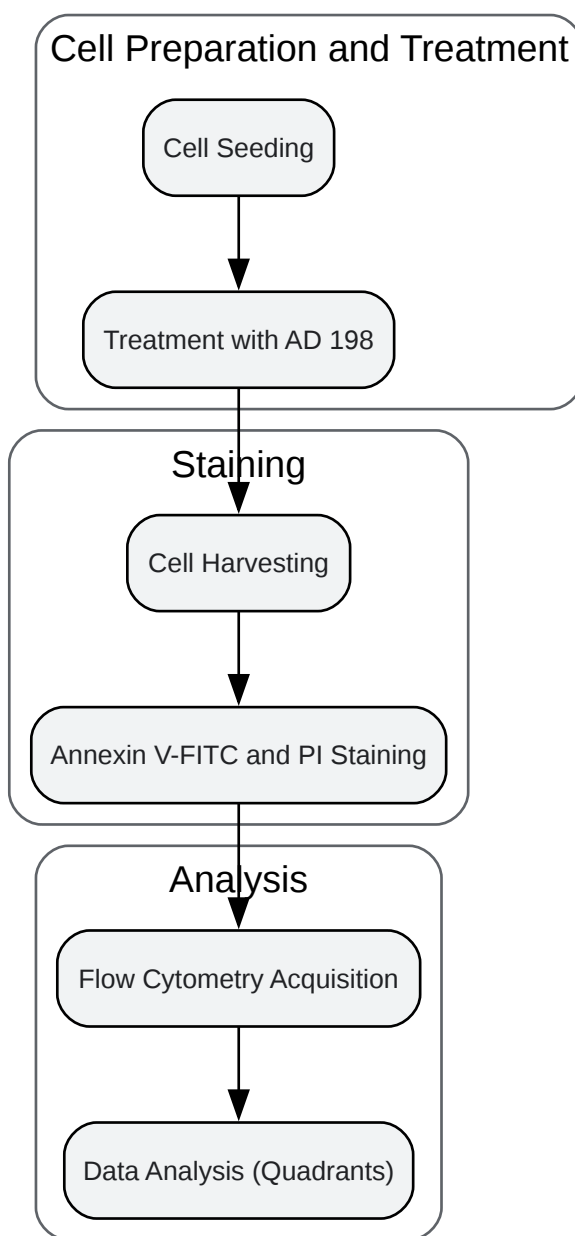 Cell Preparation and Treatment
Cell Seeding
Treatment with AD 198
Staining
Cell Harvesting
Annexin V-FITC and PI Staining
Analysis
Flow Cytometry Acquisition
Data Analysis (Quadrants)